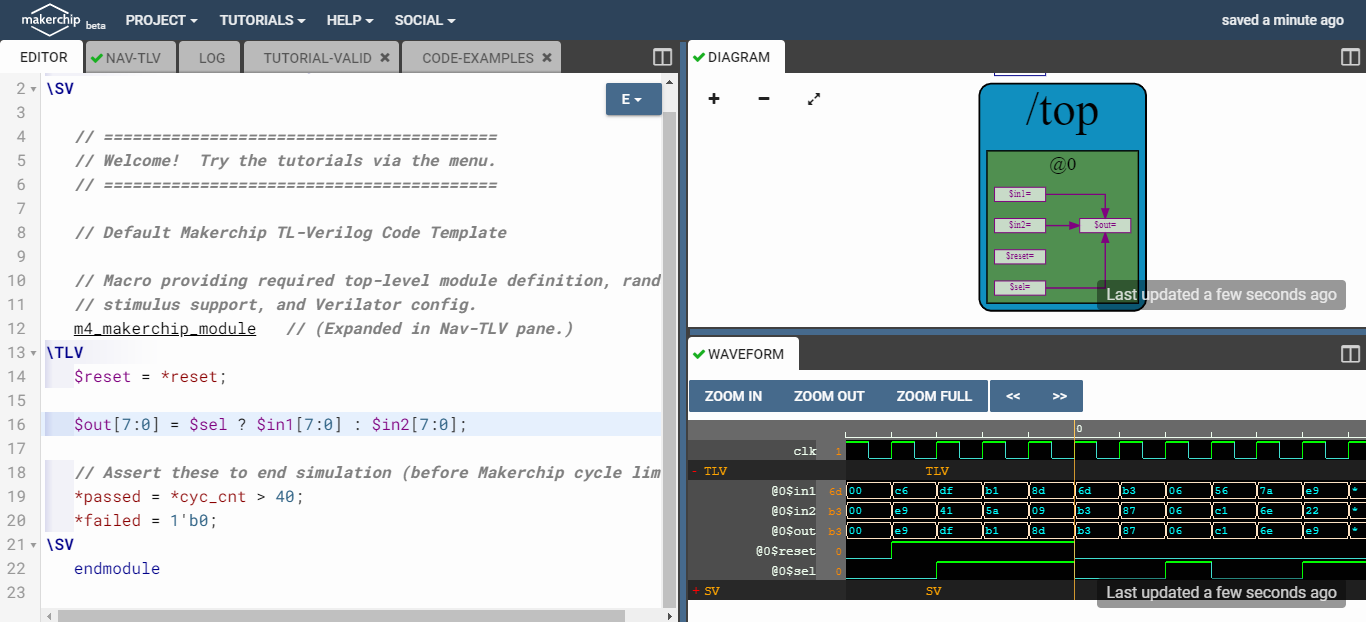 makerchip beta PROJECT TUTORIALS HELP SOCIAL saved a minute ago
EDITOR NAV-TLV LOG TUTORIAL-VALID CODE-EXAMPLES
2 \SV
E
3
4 // =========================================
5 // Welcome!  Try the tutorials via the menu.
6 // =========================================
7
8 // Default Makerchip TL-Verilog Code Template
9
10 // Macro providing required top-level module definition, rand
11 // stimulus support, and Verilator config.
12 m4_makerchip_module   // (Expanded in Nav-TLV pane.)
13 \TLV
14 $reset = *reset;
15
16 $out[7:0] = $sel ? $in1[7:0] : $in2[7:0];
17
18 // Assert these to end simulation (before Makerchip cycle lim
19 *passed = *cyc_cnt > 40;
20 *failed = 1'b0;
21 \SV
22 endmodule
23
DIAGRAM
/top
@0
$in1=
$in2= $out=
$reset=
$sel=
Last updated a few seconds ago
WAVEFORM
ZOOM IN ZOOM OUT ZOOM FULL << >>
0
clk 1
- TLV TLV
@0$in1 6d 00 c6 df b1 8d 6d b3 06 56 7a e9 *
@0$in2 b3 00 e9 41 5a 09 b3 87 06 c1 6e 22 *
@0$out b3 00 e9 df b1 8d b3 87 06 c1 6e e9 *
@0$reset 0
@0$sel 0
+ SV SV
Last updated a few seconds ago